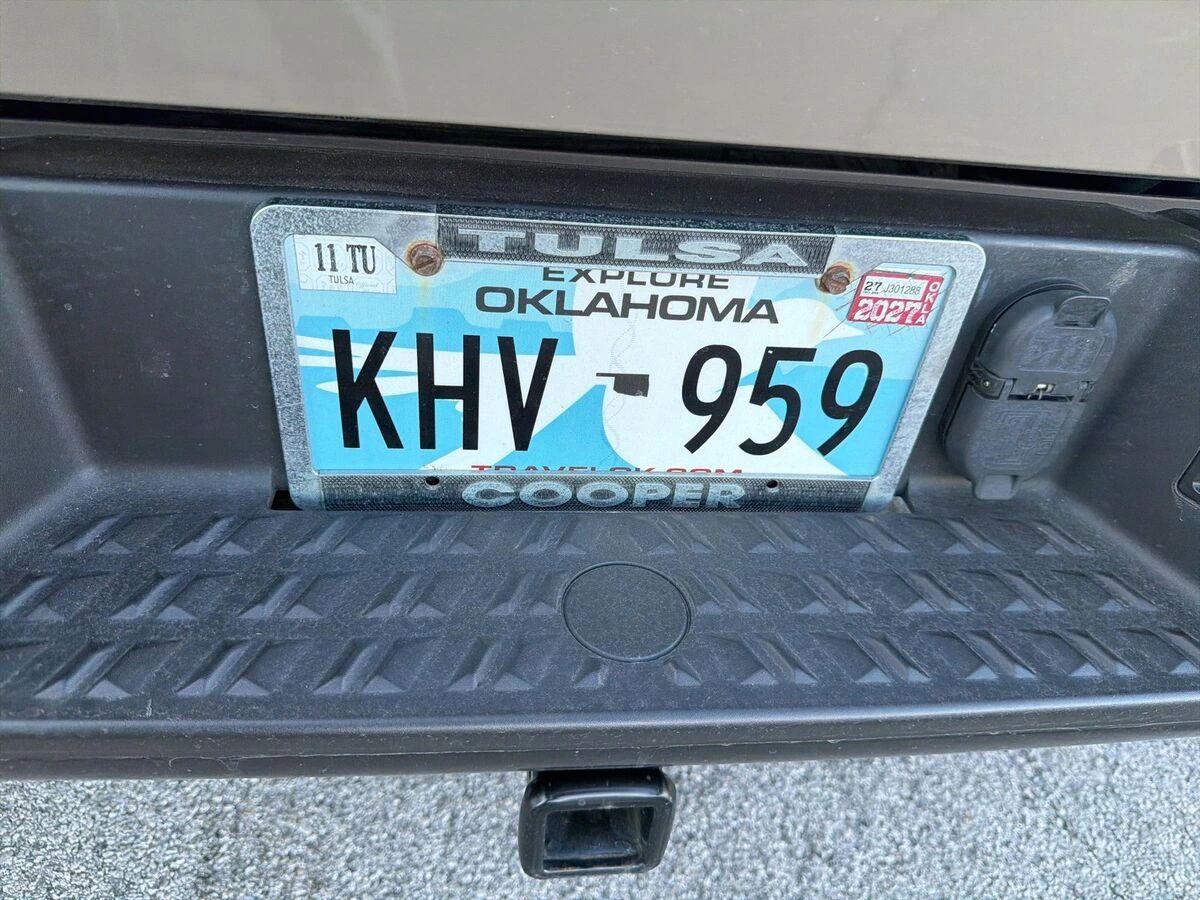 TULSA
11 TU
TULSA
EXPLORE
OKLAHOMA
27 J301288
2027
OKLA
KHV 959
TRAVELOK.COM
COOPER